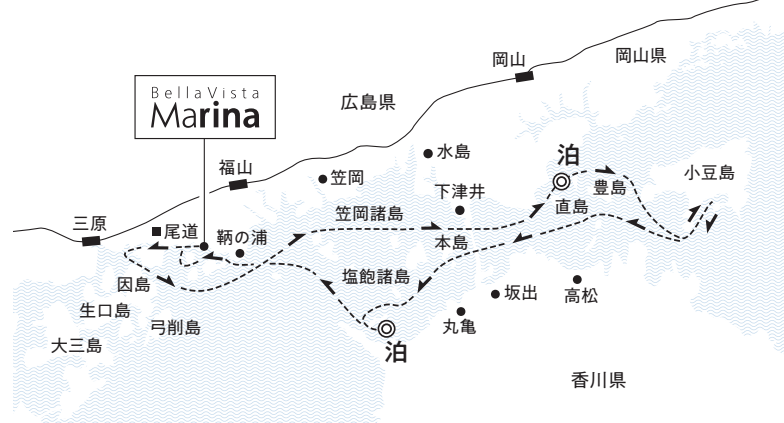 岡山
岡山県
BellaVista
Marina
広島県
水島
泊
福山
笠岡
下津井
豊島
小豆島
三原
尾道
鞆の浦
笠岡諸島
直島
本島
因島
塩飽諸島
坂出
高松
生口島
弓削島
丸亀
大三島
泊
香川県